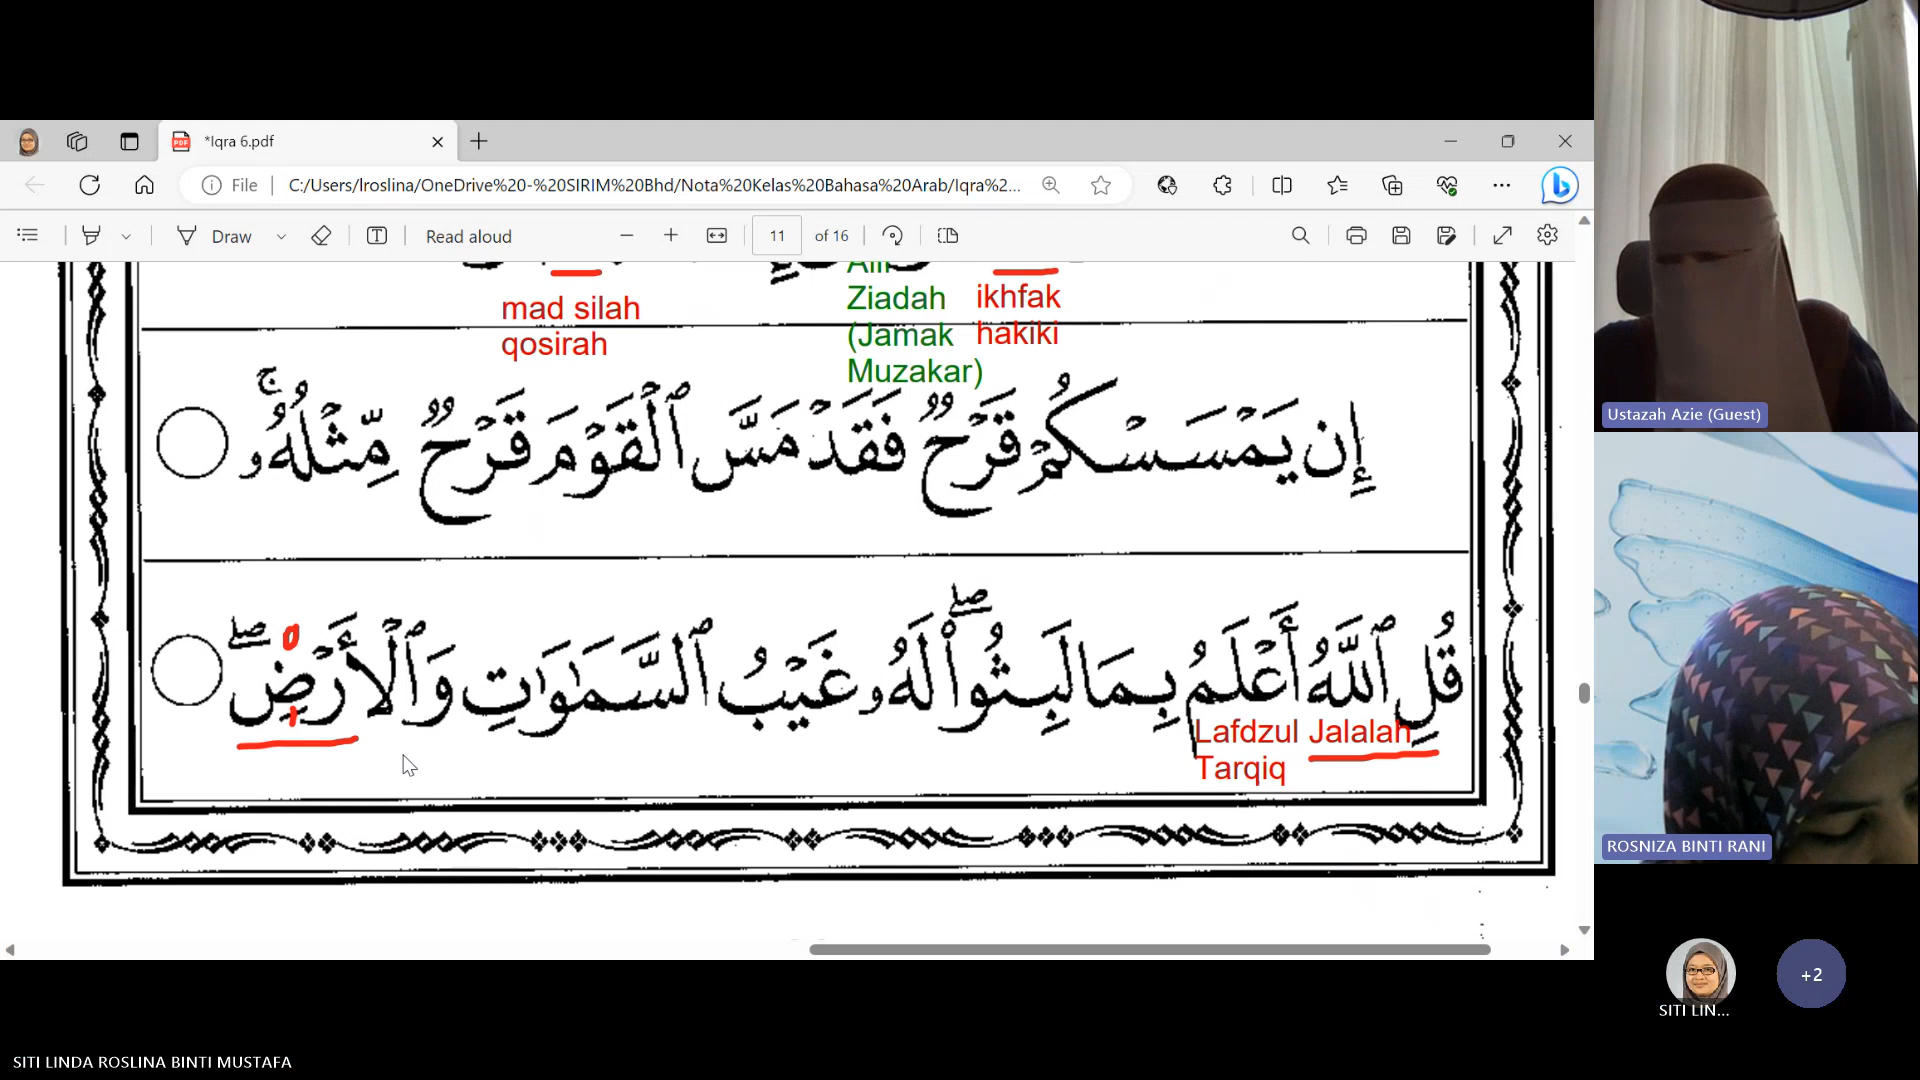 *Iqra 6.pdf
File
C:/Users/lroslina/OneDrive%20-%20SIRIM%20Bhd/Nota%20Kelas%20Bahasa%20Arab/Iqra%2...
Draw
Read aloud
11 of 16
mad silah
qosirah
Ziadah
(Jamak
Muzakar)
ikhfak
hakiki
إِن يَمْسَسْكُمْ قَرْحٌ فَقَدْ مَسَّ ٱلْقَوْمَ قَرْحٌ مِّثْلُهُۥ ۚ
قُلِ ٱللَّهُ أَعْلَمُ بِمَا لَبِثُوا۟ ۖ لَهُۥ غَيْبُ ٱلسَّمَـٰوَٰتِ وَٱلْأَرْضِ ۖ
Lafdzul Jalalah
Tarqiq
Ustazah Azie (Guest)
ROSNIZA BINTI RANI
SITI LIN...
+2
SITI LINDA ROSLINA BINTI MUSTAFA